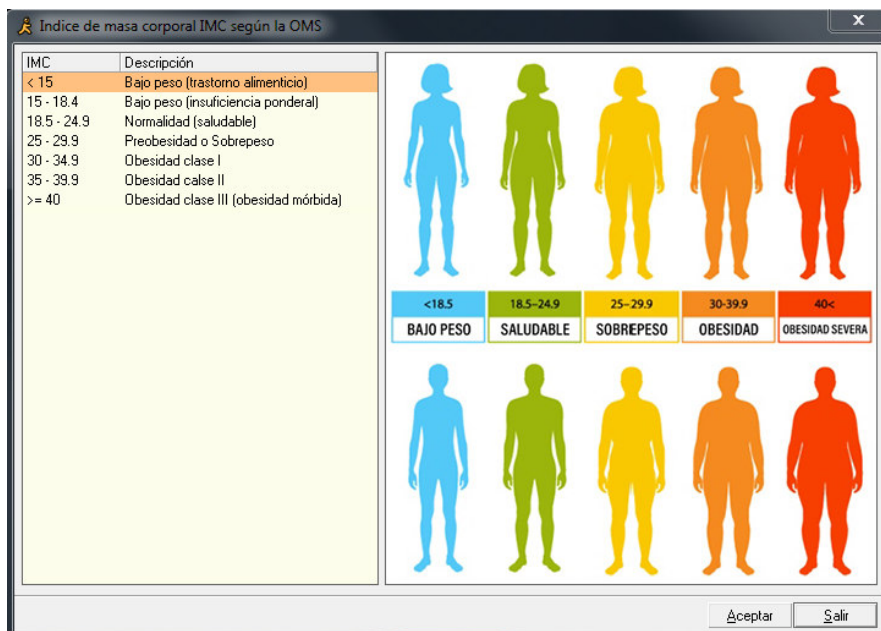 Indice de masa corporal IMC según la OMS
IMC Descripción
< 15 Bajo peso (trastorno alimenticio)
15 - 18.4 Bajo peso (insuficiencia ponderal)
18.5 - 24.9 Normalidad (saludable)
25 - 29.9 Preobesidad o Sobrepeso
30 - 34.9 Obesidad clase I
35 - 39.9 Obesidad calse II
>= 40 Obesidad clase III (obesidad mórbida)
<18.5 18.5–24.9 25–29.9 30-39.9 40<
BAJO PESO SALUDABLE SOBREPESO OBESIDAD OBESIDAD SEVERA
Aceptar Salir